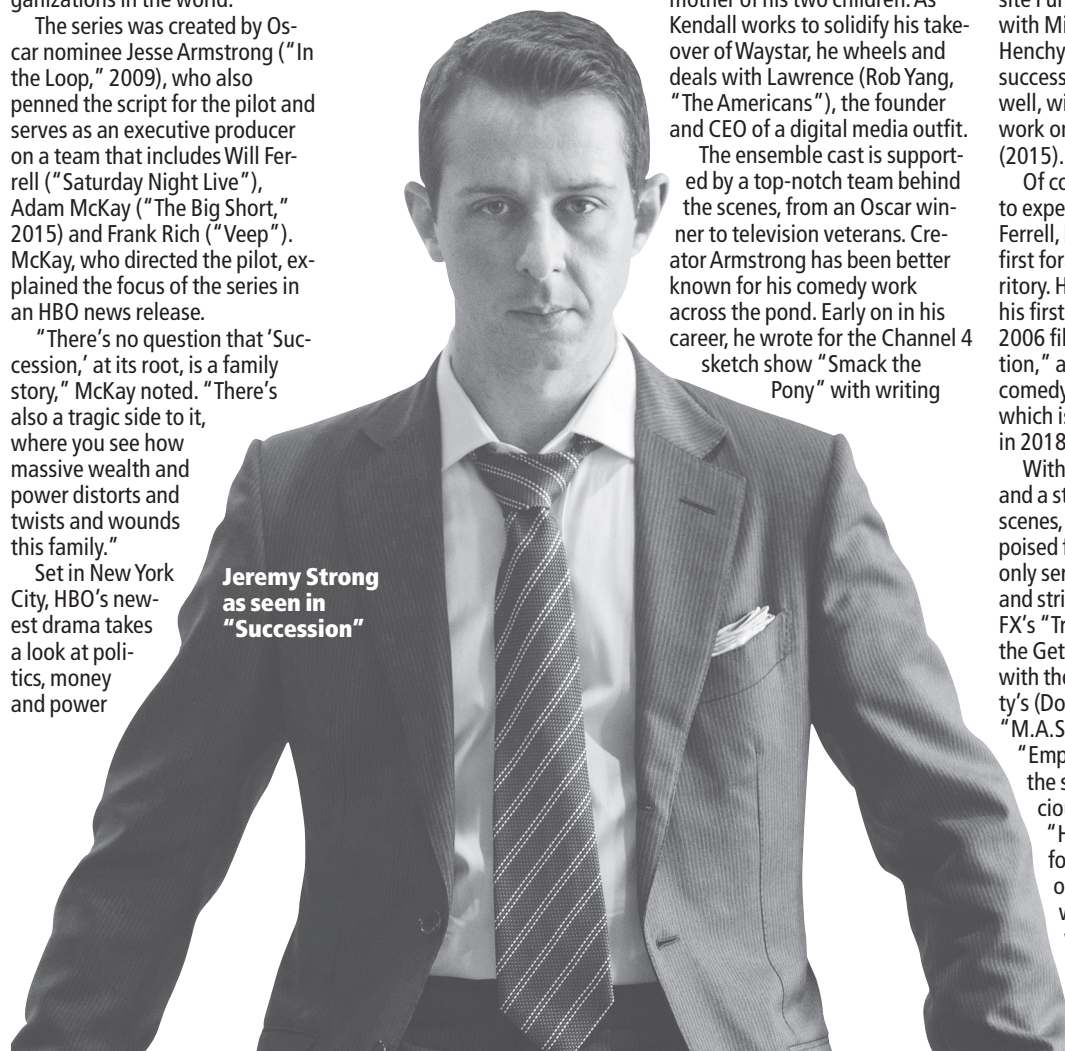 ganizations in the world.
The series was created by Os-
car nominee Jesse Armstrong ("In
the Loop," 2009), who also
penned the script for the pilot and
serves as an executive producer
on a team that includes Will Fer-
rell ("Saturday Night Live"),
Adam McKay ("The Big Short,"
2015) and Frank Rich ("Veep").
McKay, who directed the pilot, ex-
plained the focus of the series in
an HBO news release.
"There's no question that 'Suc-
cession,' at its root, is a family
story," McKay noted. "There's
also a tragic side to it,
where you see how
massive wealth and
power distorts and
twists and wounds
this family."
Set in New York
City, HBO's new-
est drama takes
a look at poli-
tics, money
and power
Jeremy Strong
as seen in
"Succession"
mother of his two children. As
Kendall works to solidify his take-
over of Waystar, he wheels and
deals with Lawrence (Rob Yang,
"The Americans"), the founder
and CEO of a digital media outfit.
The ensemble cast is support-
ed by a top-notch team behind
the scenes, from an Oscar win-
ner to television veterans. Cre-
ator Armstrong has been better
known for his comedy work
across the pond. Early on in his
career, he wrote for the Channel 4
sketch show "Smack the
Pony" with writing
site Fun
with Mi
Henchy
success
well, wi
work or
(2015).
Of co
to expe
Ferrell,
first for
ritory. H
his first
2006 fil
tion," a
comedy
which is
in 2018
With
and a st
scenes,
poised f
only ser
and stri
FX's "Tr
the Get
with the
ty's (Do
"M.A.S
"Emp
the s
ciou
"H
fo
o
w